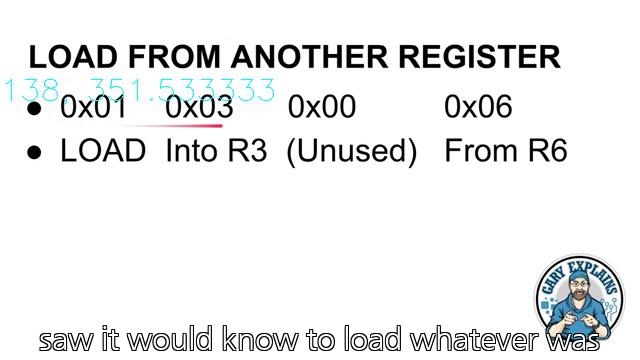 LOAD FROM ANOTHER REGISTER
138, 351.533333
● 0x01 0x03 0x00 0x06
● LOAD Into R3 (Unused) From R6
GARY EXPLAINS
saw it would know to load whatever was